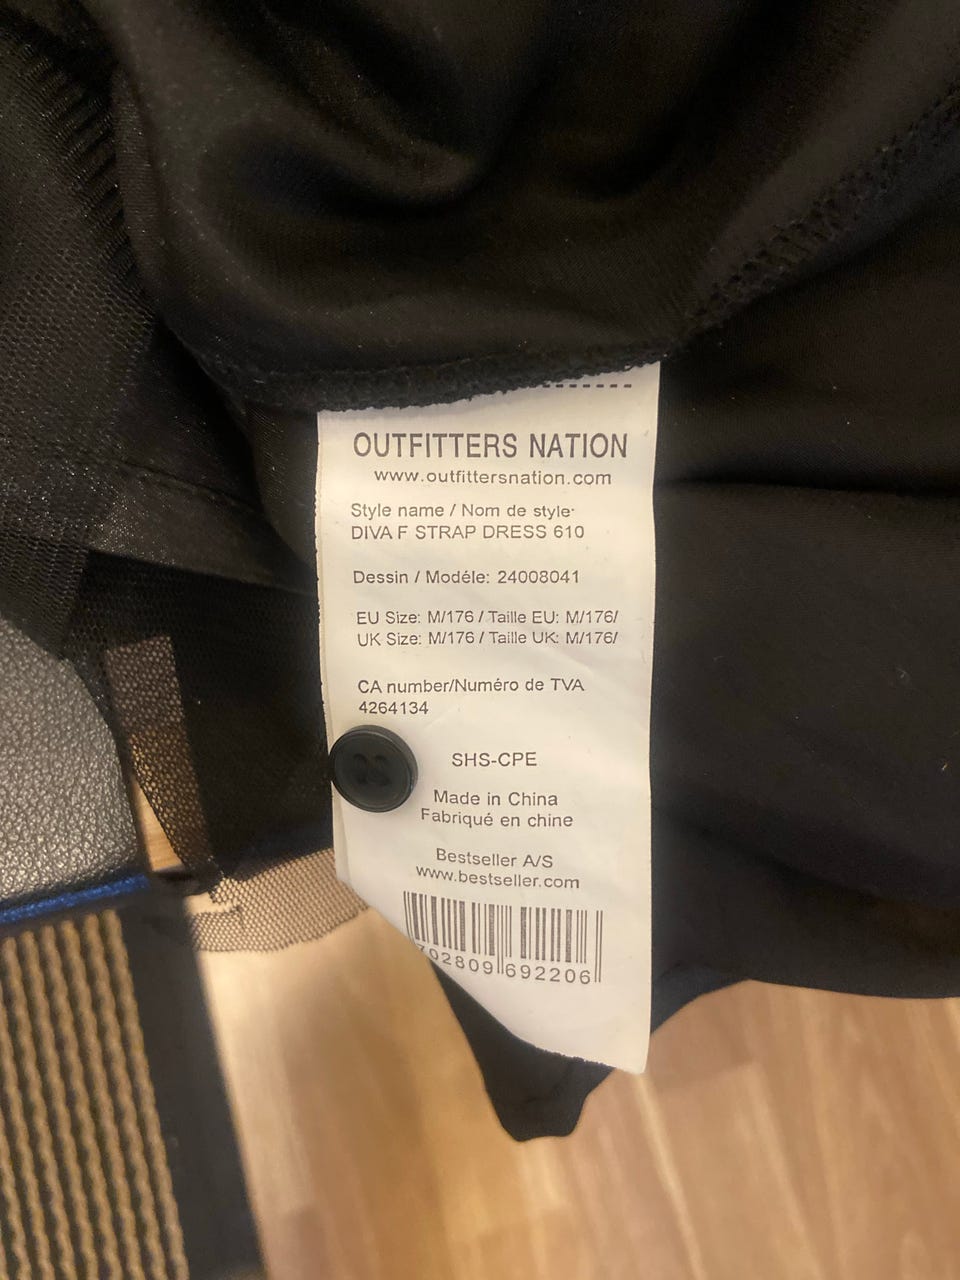 OUTFITTERS NATION
www.outfittersnation.com
Style name / Nom de style·
DIVA F STRAP DRESS 610
Dessin / Modéle: 24008041
EU Size: M/176 / Taille EU: M/176/
UK Size: M/176 / Taille UK: M/176/
CA number/Numéro de TVA
4264134
SHS-CPE
Made in China
Fabriqué en chine
Bestseller A/S
www.bestseller.com
702809 692206